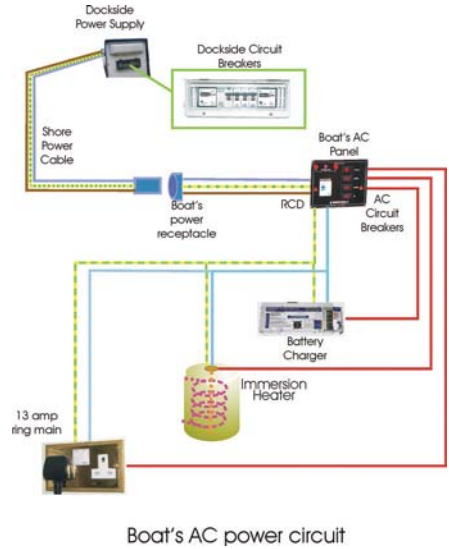 Dockside
Power Supply
Dockside Circuit
Breakers
Shore
Power
Cable
Boat's AC
Panel
Boat's
power
receptacle
RCD
AC
Circuit
Breakers
Battery
Charger
Immersion
Heater
13 amp
ring main
Boat's AC power circuit